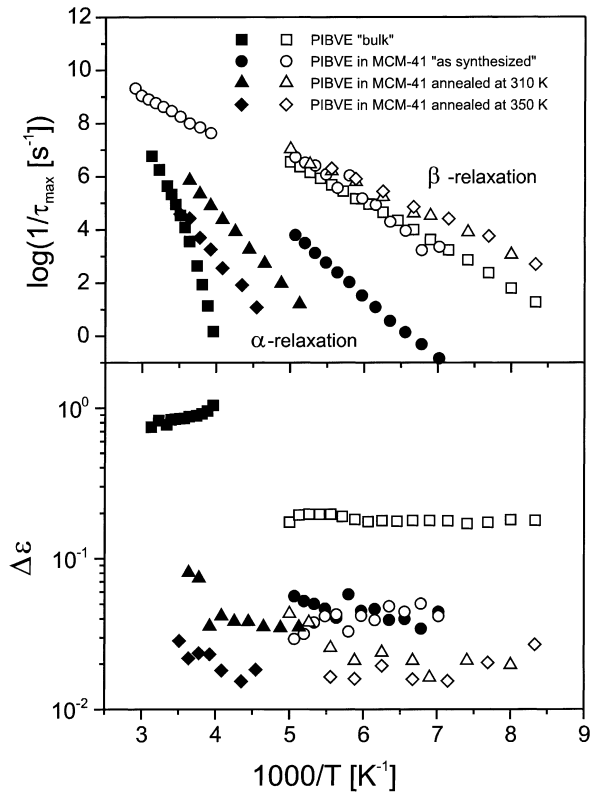 12
PIBVE "bulk"
10
PIBVE in MCM-41 "as synthesized"
PIBVE in MCM-41 annealed at 310 K
8
PIBVE in MCM-41 annealed at 350 K
log(1/τmax [s-1)
6
β -relaxation
4
2
0
α-relaxation
10⁰
Δε
10⁻¹
10⁻²
3 4 5 6 7 8 9
1000/T [K⁻¹]